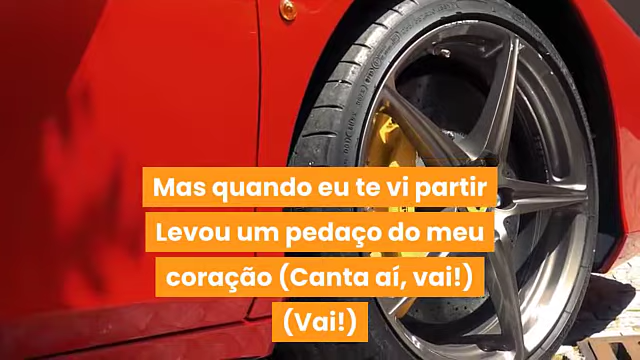 Mas quando eu te vi partir
Levou um pedaço do meu
coração (Canta aí, vai!)
(Vai!)